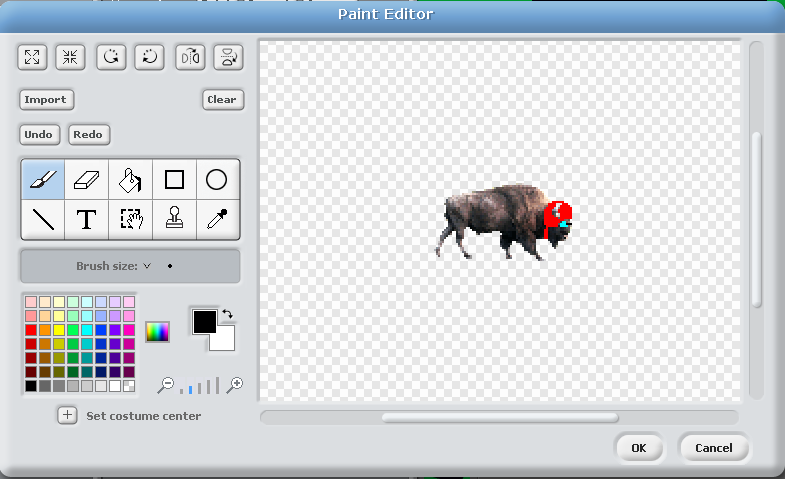 Paint Editor
Import
Clear
Undo
Redo
T
Brush size:
Set costume center
OK
Cancel